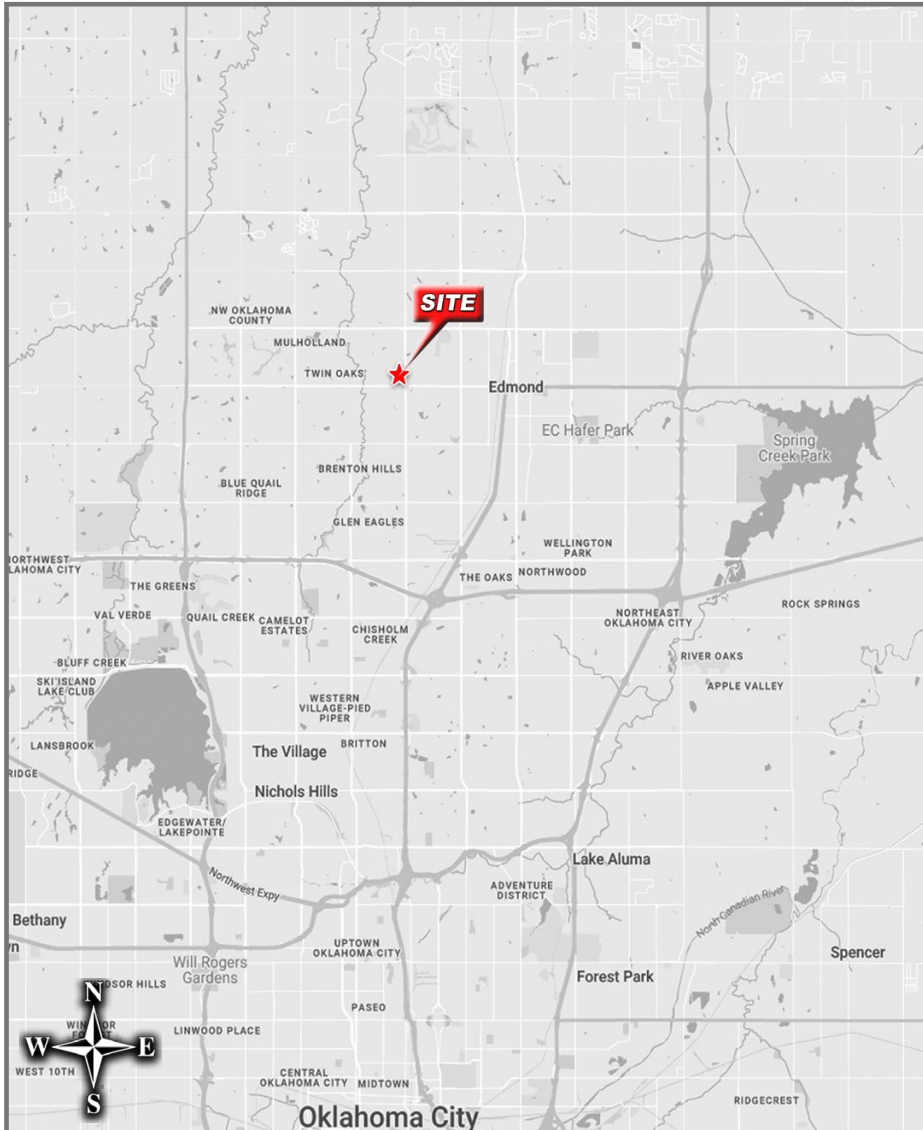 NW OKLAHOMA
COUNTY
SITE
MULHOLLAND
TWIN OAKS
Edmond
EC Hafer Park
Spring
Creek Park
BRENTON HILLS
BLUE QUAIL
RIDGE
GLEN EAGLES
WELLINGTON
PARK
ORTHWEST
LAHOMA CITY
THE OAKS
NORTHWOOD
THE GREENS
ROCK SPRINGS
VAL VERDE
QUAIL CREEK
CAMELOT
ESTATES
NORTHEAST
OKLAHOMA CITY
CHISHOLM
CREEK
BLUFF CREEK
RIVER OAKS
SKI ISLAND
LAKE CLUB
APPLE VALLEY
WESTERN
VILLAGE-PIED
PIPER
LANSBROOK
The Village
BRITTON
RIDGE
Nichols Hills
EDGEWATER/
LAKEPOINTE
Lake Aluma
Northwest Expy
ADVENTURE
DISTRICT
North Canadian River
Bethany
wn
UPTOWN
OKLAHOMA CITY
Spencer
Will Rogers
Gardens
Forest Park
N
DSOR HILLS
PASEO
LINWOOD PLACE
W
E
WEST 10TH
CENTRAL
OKLAHOMA CITY
MIDTOWN
S
RIDGECREST
Oklahoma City